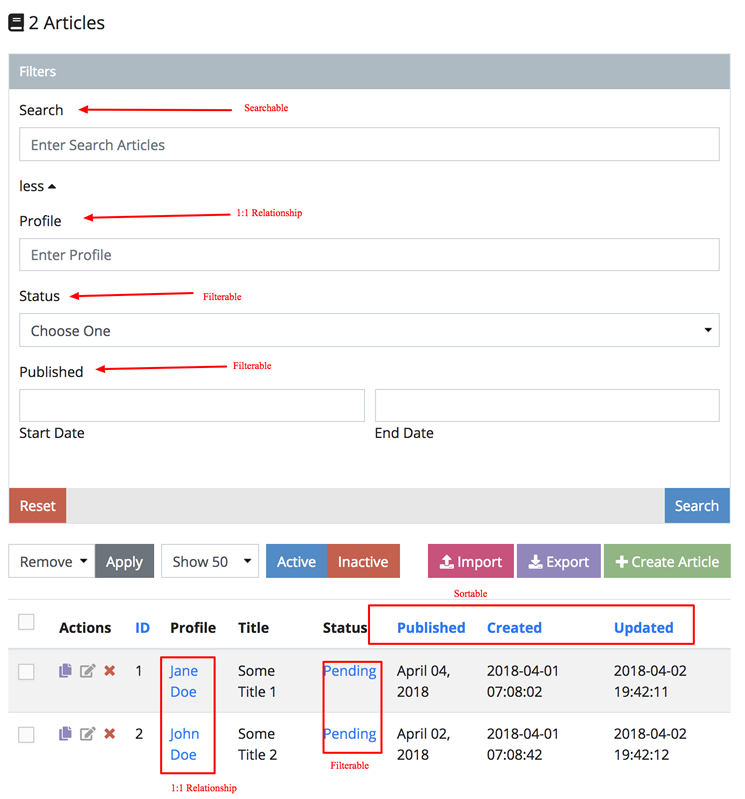 2 Articles
Filters
Search
Searchable
Enter Search Articles
less
1:1 Relationship
Profile
Enter Profile
Status
Filterable
Choose One
Published
Filterable
Start Date End Date
Reset Search
Remove Apply Show 50 Active Inactive Import Export Create Article
Sortable
Actions ID Profile Title Status Published Created Updated
1 Jane Some Pending April 04, 2018-04-01 2018-04-02
Doe Title 1 2018 07:08:02 19:42:11
2 John Some Pending April 02, 2018-04-01 2018-04-02
Doe Title 2 2018 07:08:42 19:42:12
Filterable
1:1 Relationship